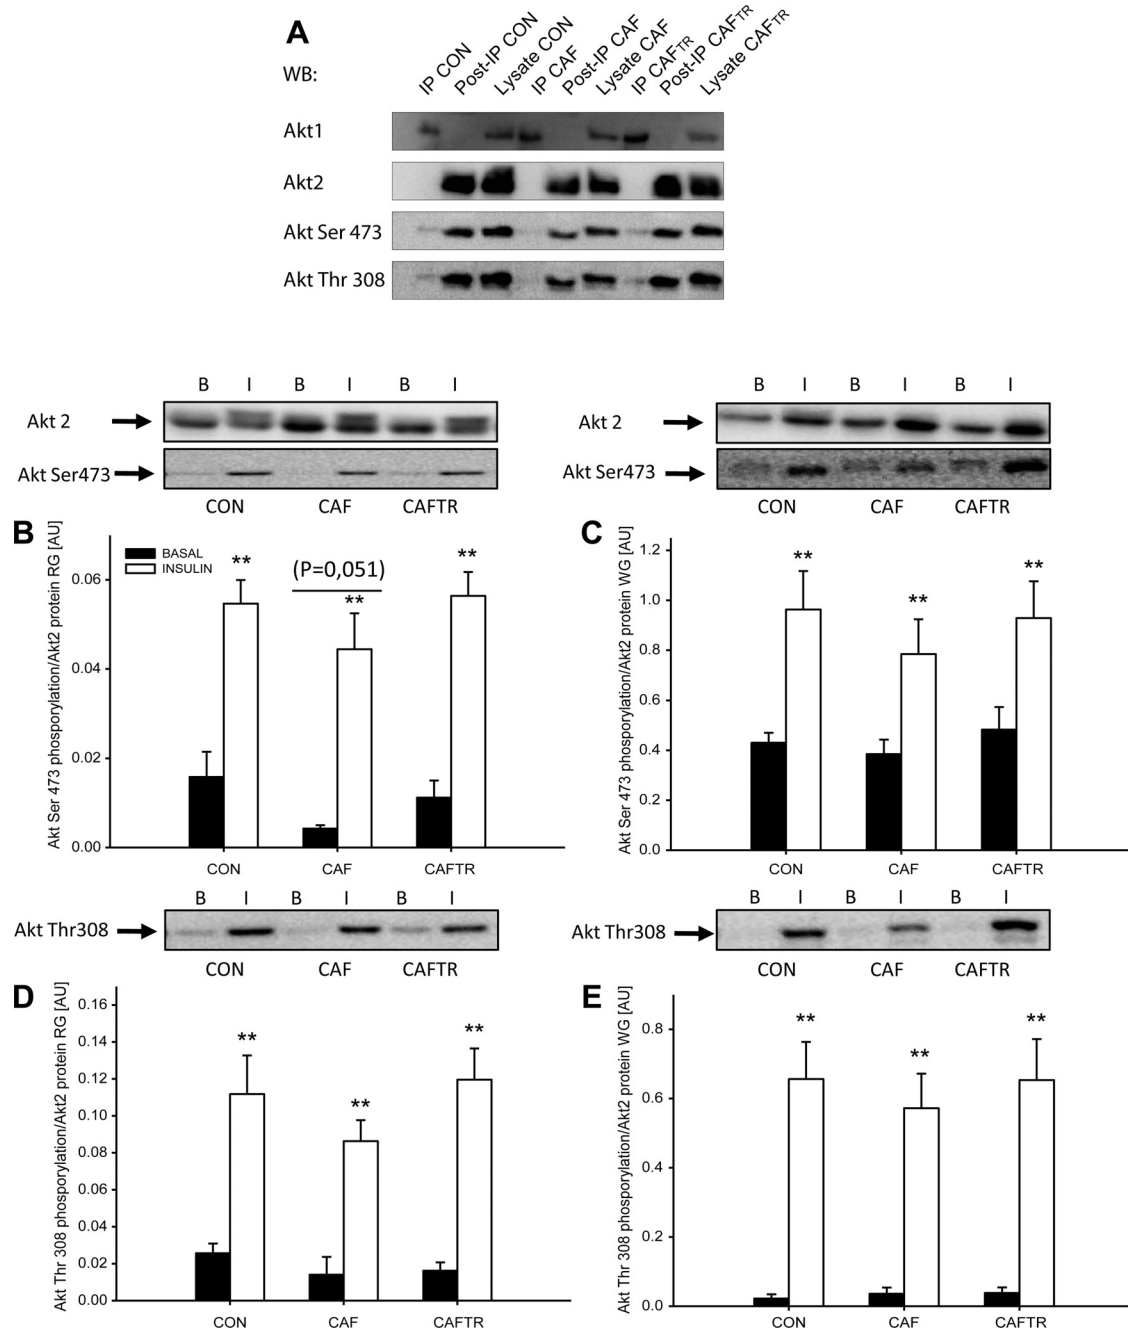 A
WB:
IP CON
Post-IP CON
Lysate CON
IP CAF
Post-IP CAF
Lysate CAF
IP CAFTR
Post-IP CAFTR
Lysate CAFTR
Akt1
Akt2
Akt Ser 473
Akt Thr 308
B I B I B I
Akt 2
Akt Ser473
CON CAF CAFTR
B I B I B I
Akt 2
Akt Ser473
CON CAF CAFTR
B
Akt Ser 473 phosporylation/Akt2 protein RG [AU]
BASAL
INSULIN
** (P=0,051) ** **
0.06
0.04
0.02
0.00
CON CAF CAFTR
C
Akt Ser 473 phosporylation/Akt2 protein WG [AU]
** ** **
1.2
1.0
0.8
0.6
0.4
0.2
0.0
CON CAF CAFTR
B I B I B I
Akt Thr308
CON CAF CAFTR
B I B I B I
Akt Thr308
CON CAF CAFTR
D
Akt Thr 308 phosporylation/Akt2 protein RG [AU]
** ** **
0.16
0.14
0.12
0.10
0.08
0.06
0.04
0.02
0.00
CON CAF CAFTR
E
Akt Thr 308 phosporylation/Akt2 protein WG [AU]
** ** **
0.8
0.6
0.4
0.2
0.0
CON CAF CAFTR